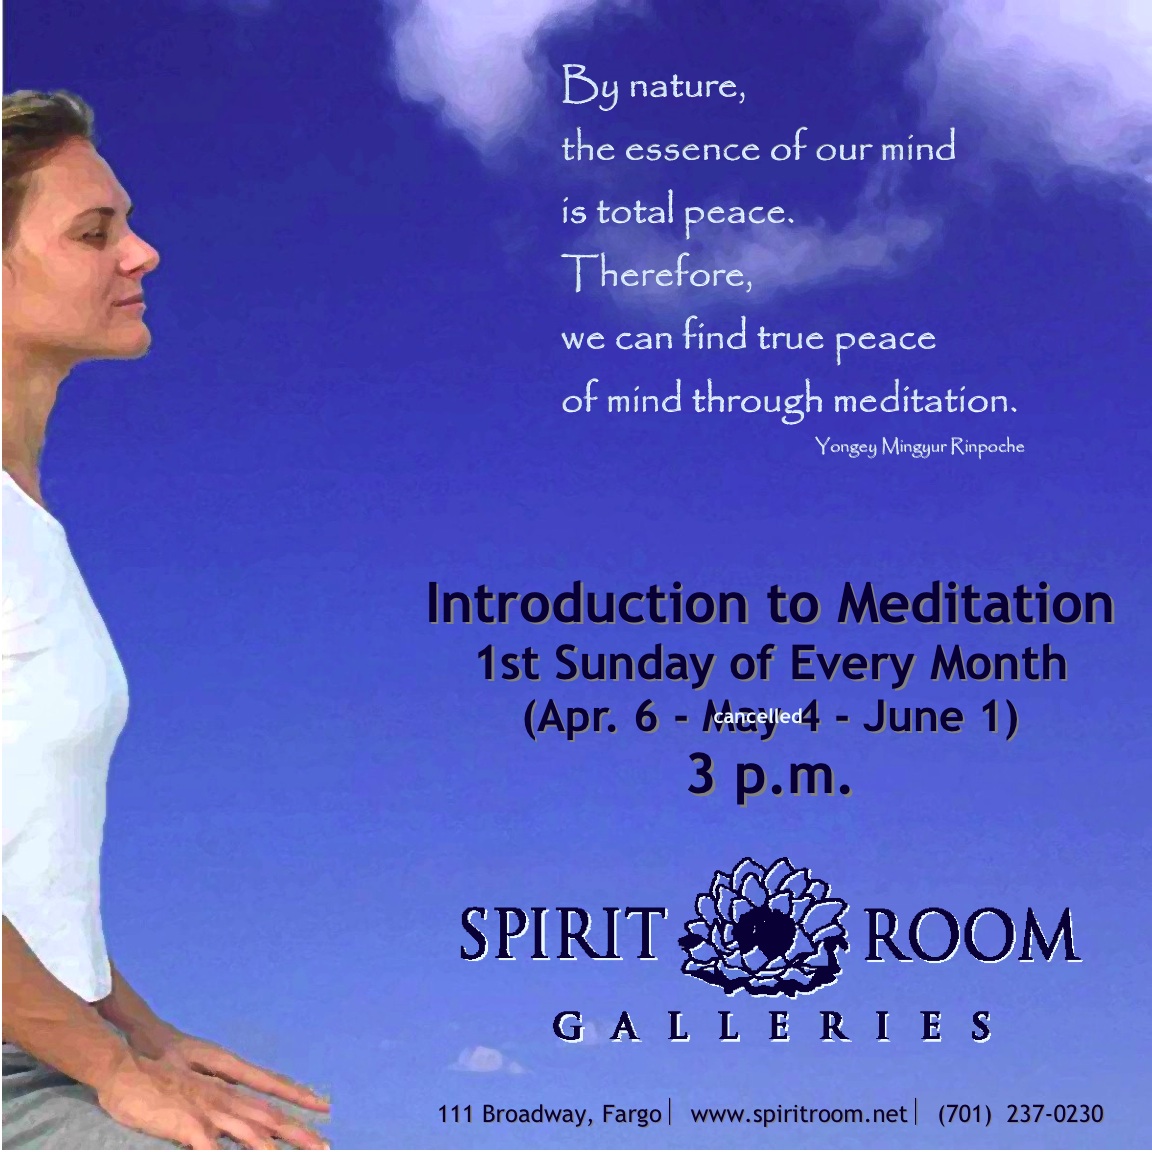 By nature,
the essence of our mind
is total peace.
Therefore,
we can find true peace
of mind through meditation.
Yongey Mingyur Rinpoche
Introduction to Meditation
1st Sunday of Every Month
(Apr. 6 - May 4 - June 1)
cancelled
3 p.m.
SPIRIT ROOM
GALLERIES
111 Broadway, Fargo | www.spiritroom.net | (701) 237-0230